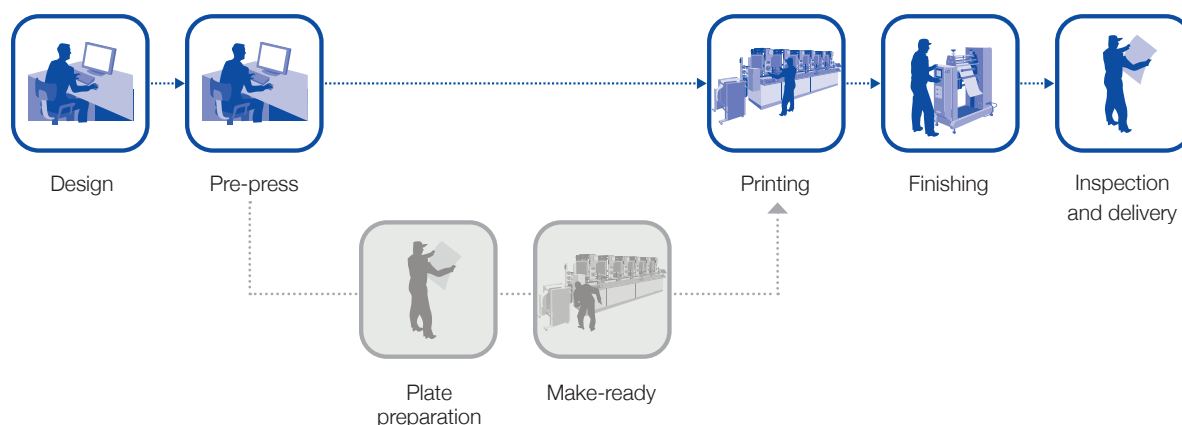 Design
Pre-press
Printing
Finishing
Inspection
and delivery
Plate
preparation
Make-ready